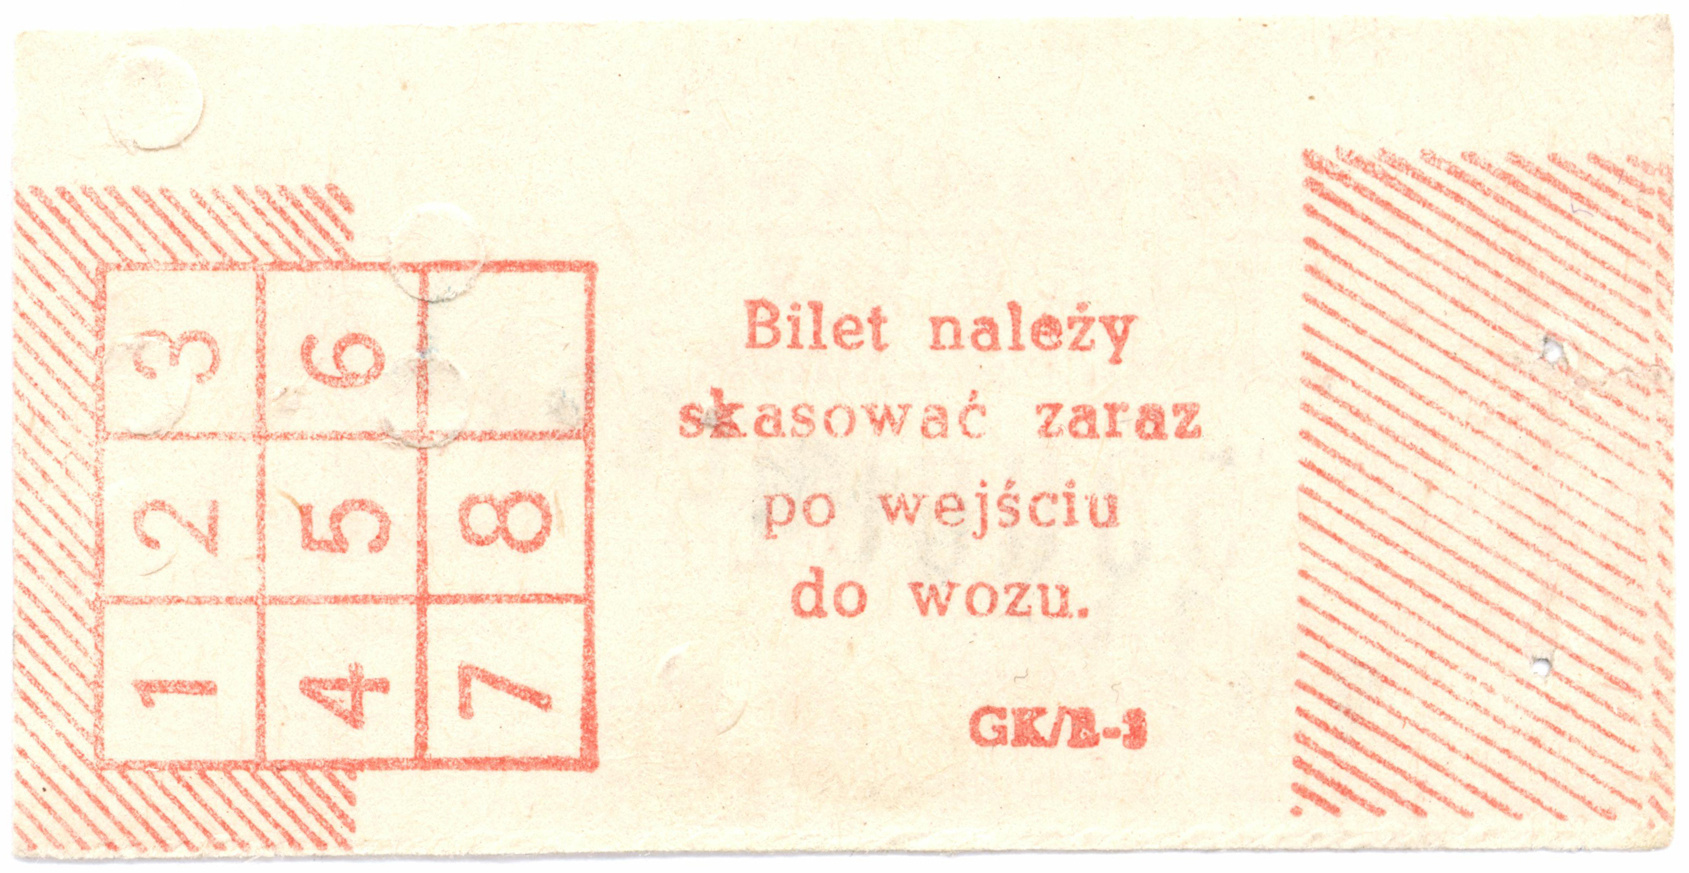 3 6
2 5 8
1 4 7
Bilet należy
skasować zaraz
po wejściu
do wozu.